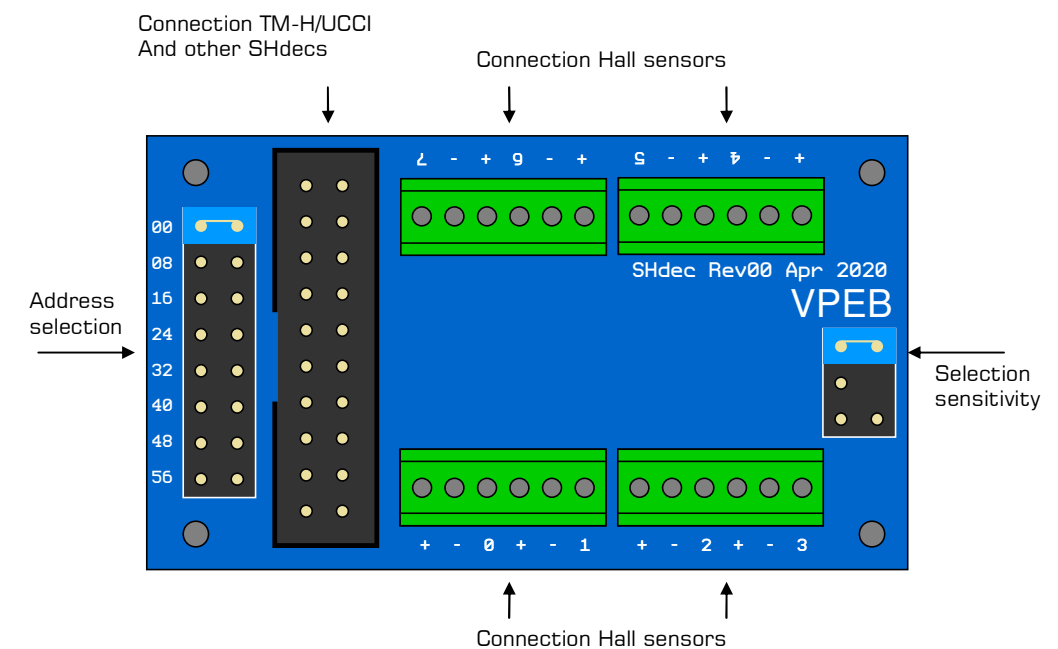 Connection TM-H/UCCI
And other SHdecs
Connection Hall sensors
7 - + 6 - + 5 - + 4 - +
00
08
16
24
32
40
48
56
SHdec Rev00 Apr 2020
VPEB
Address
selection
Selection
sensitivity
+ - 0 + - 1 + - 2 + - 3
Connection Hall sensors